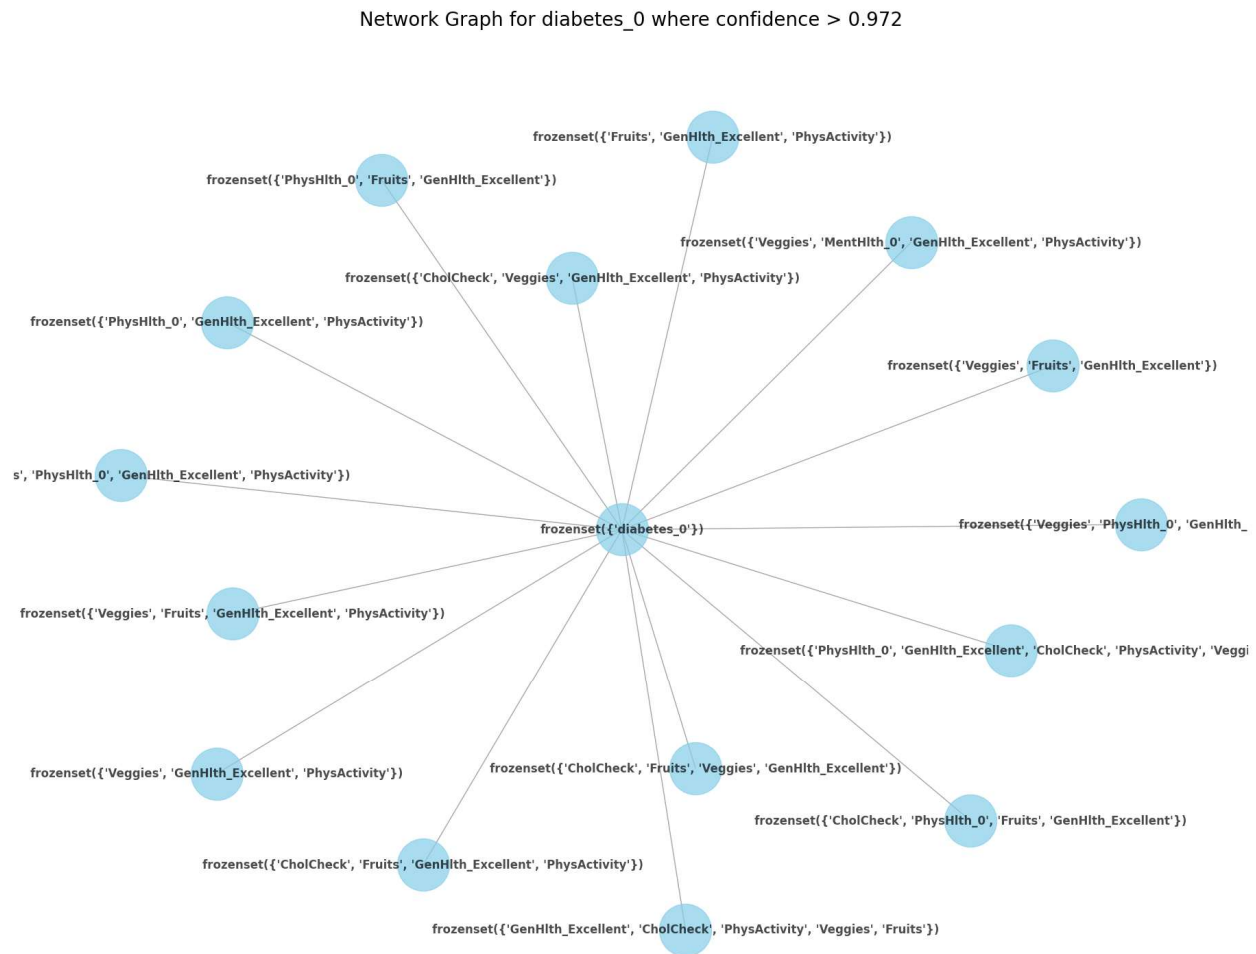 Network Graph for diabetes_0 where confidence > 0.972
frozenset({'Fruits', 'GenHlth_Excellent', 'PhysActivity'})
frozenset({'PhysHlth_0', 'Fruits', 'GenHlth_Excellent'})
frozenset({'Veggies', 'MentHlth_0', 'GenHlth_Excellent', 'PhysActivity'})
frozenset({'CholCheck', 'Veggies', 'GenHlth_Excellent', 'PhysActivity'})
frozenset({'PhysHlth_0', 'GenHlth_Excellent', 'PhysActivity'})
frozenset({'Veggies', 'Fruits', 'GenHlth_Excellent'})
s', 'PhysHlth_0', 'GenHlth_Excellent', 'PhysActivity'})
frozenset({'diabetes_0'})
frozenset({'Veggies', 'PhysHlth_0', 'GenHlth_
frozenset({'Veggies', 'Fruits', 'GenHlth_Excellent', 'PhysActivity'})
frozenset({'PhysHlth_0', 'GenHlth_Excellent', 'CholCheck', 'PhysActivity', 'Veggi
frozenset({'Veggies', 'GenHlth_Excellent', 'PhysActivity'})
frozenset({'CholCheck', 'Fruits', 'Veggies', 'GenHlth_Excellent'})
frozenset({'CholCheck', 'PhysHlth_0', 'Fruits', 'GenHlth_Excellent'})
frozenset({'CholCheck', 'Fruits', 'GenHlth_Excellent', 'PhysActivity'})
frozenset({'GenHlth_Excellent', 'CholCheck', 'PhysActivity', 'Veggies', 'Fruits'})